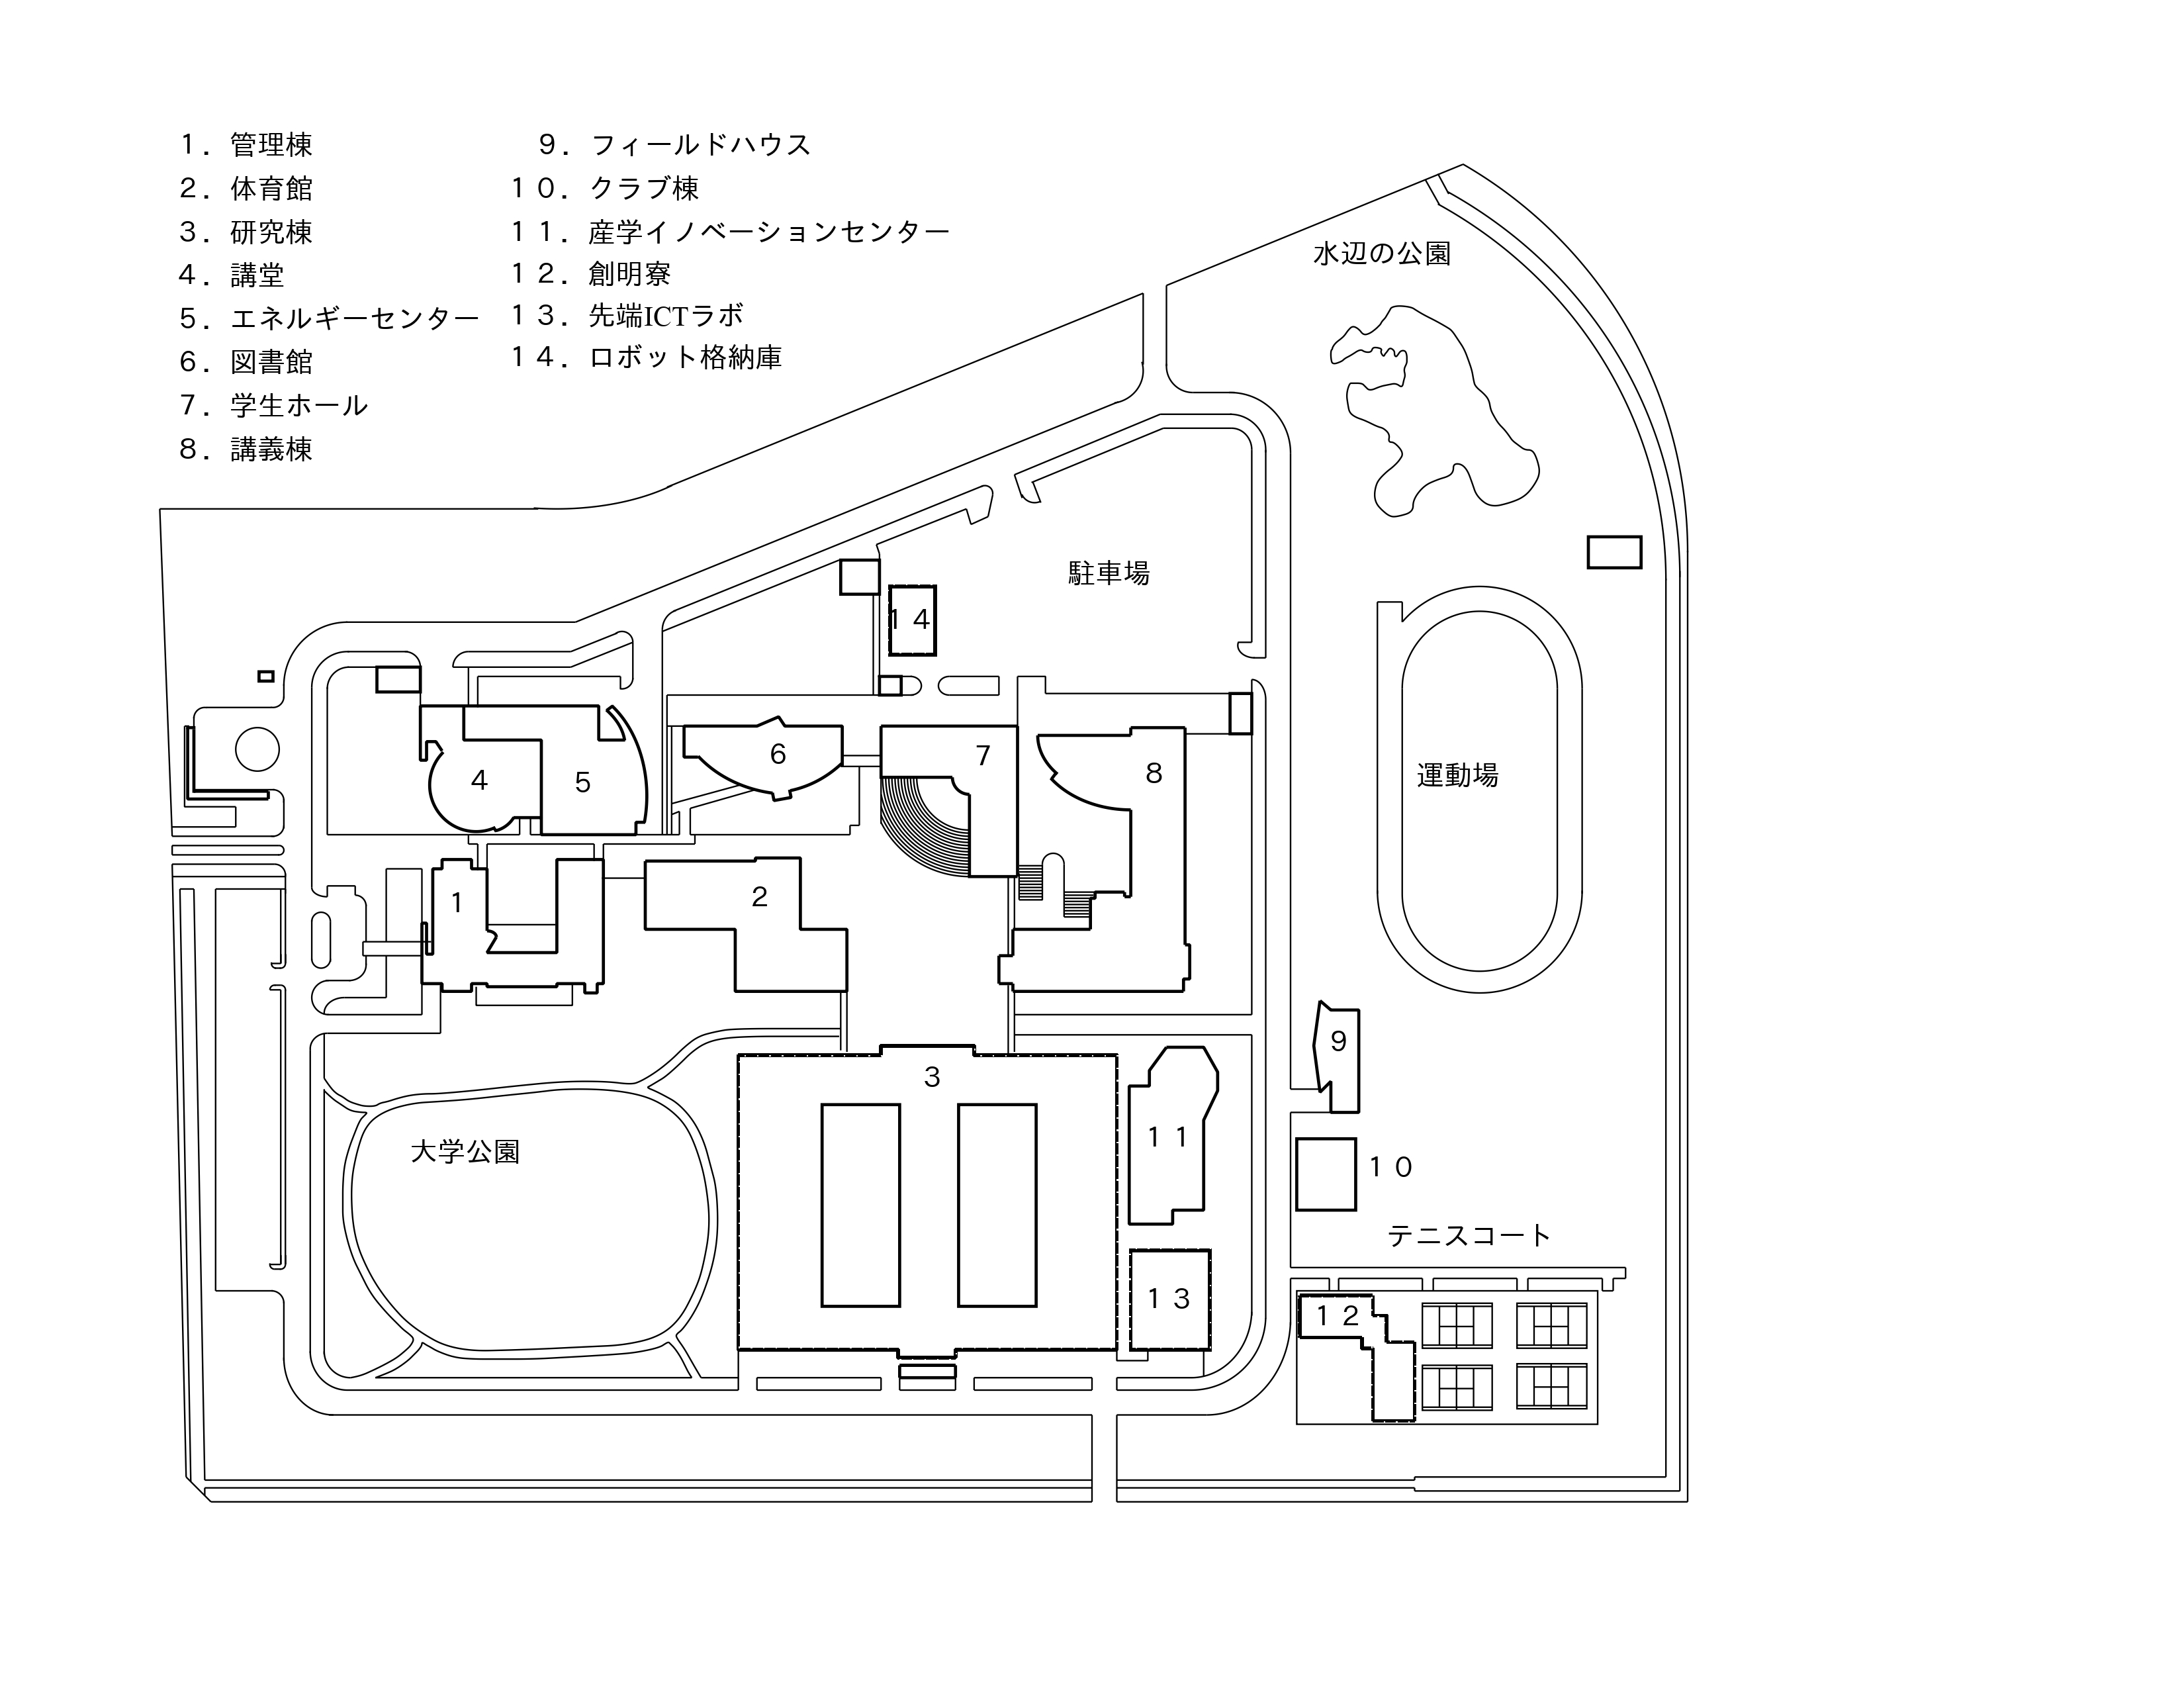 １．管理棟
２．体育館
３．研究棟
４．講堂
５．エネルギーセンター
６．図書館
７．学生ホール
８．講義棟
９．フィールドハウス
１０．クラブ棟
１１．産学イノベーションセンター
１２．創明寮
１３．先端ICTラボ
１４．ロボット格納庫
水辺の公園
駐車場
１４
６
７
８
４
５
運動場
１
２
９
３
１１
大学公園
１０
テニスコート
１３
１２